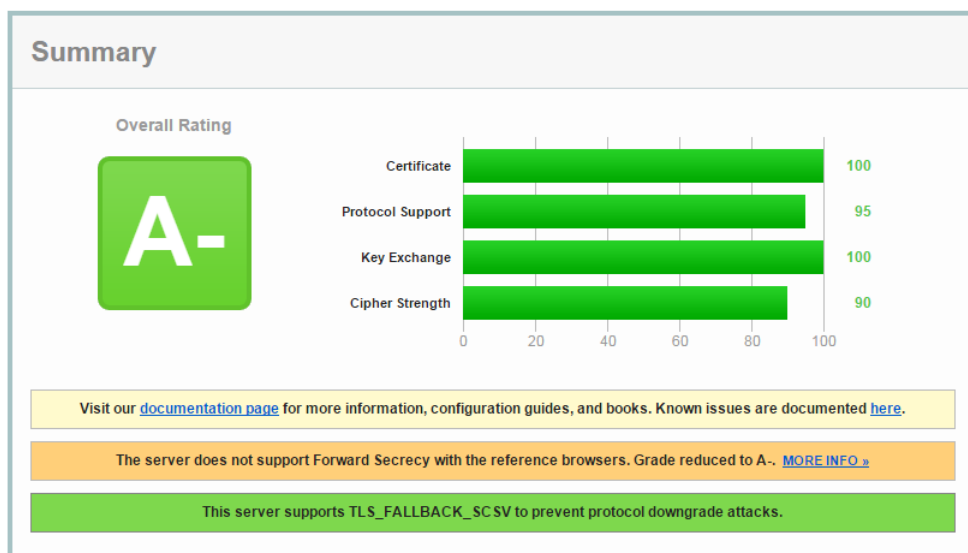 Summary
Overall Rating
A-
Certificate 100
Protocol Support 95
Key Exchange 100
Cipher Strength 90
0 20 40 60 80 100
Visit our documentation page for more information, configuration guides, and books. Known issues are documented here.
The server does not support Forward Secrecy with the reference browsers. Grade reduced to A-. MORE INFO »
This server supports TLS_FALLBACK_SCSV to prevent protocol downgrade attacks.